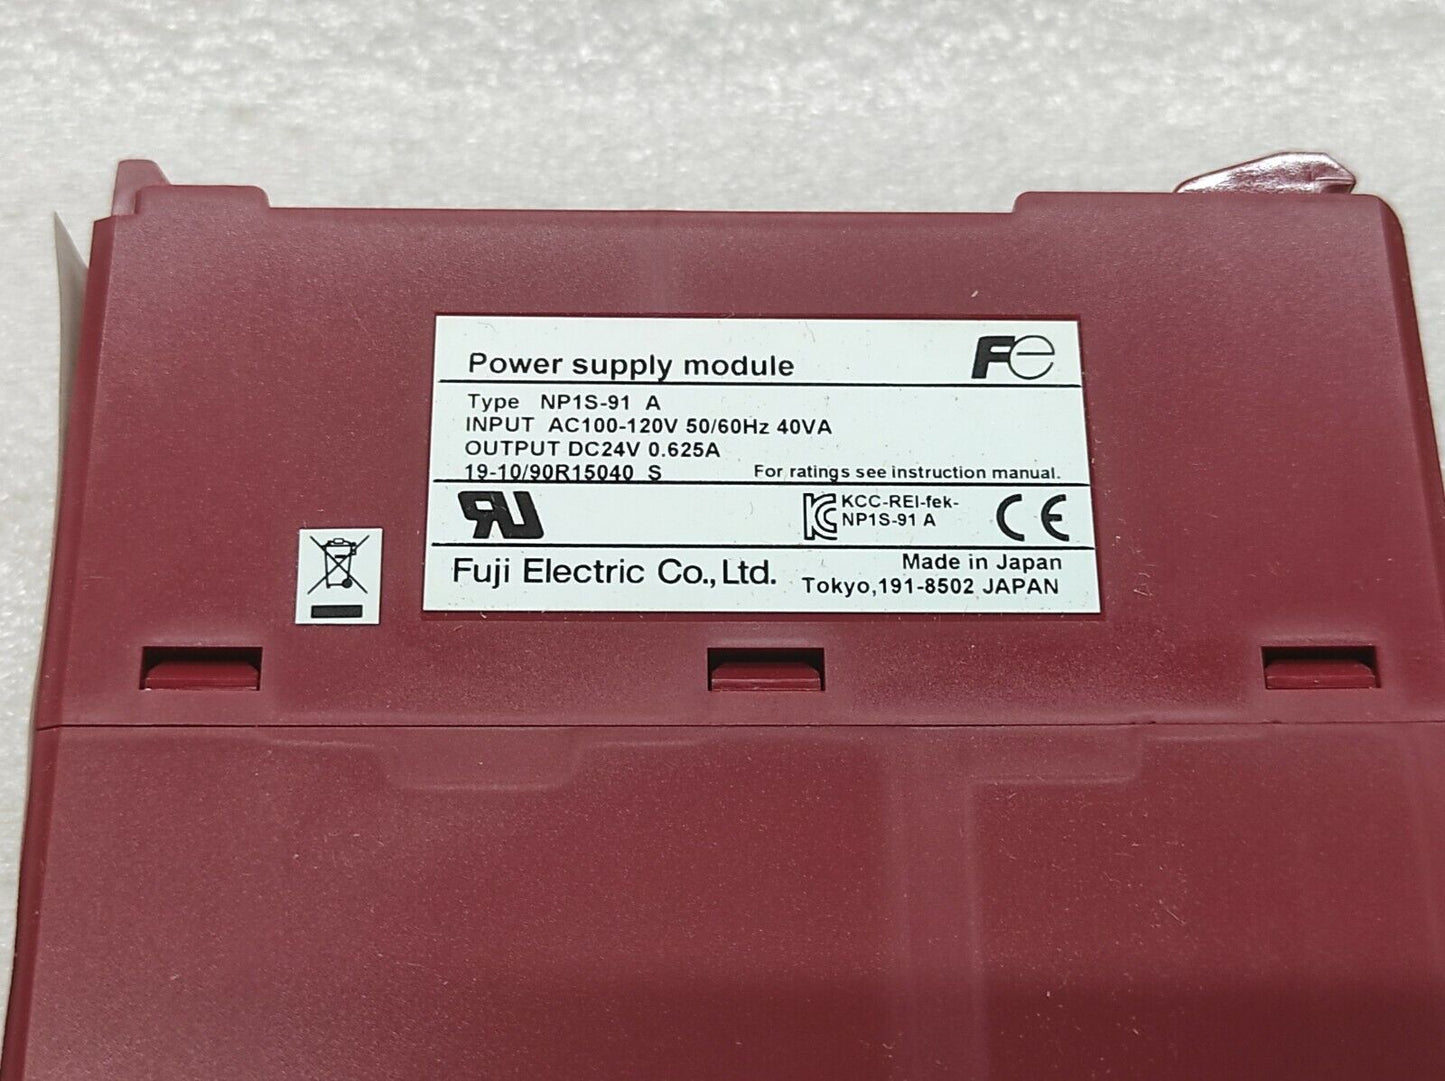 Power supply module Fe
Type NP1S-91 A
INPUT AC100-120V 50/60Hz 40VA
OUTPUT DC24V 0.625A
19-10/90R15040 S For ratings see instruction manual.
RU KC KCC-REI-fek- CE
NP1S-91 A
Fuji Electric Co., Ltd. Made in Japan
Tokyo,191-8502 JAPAN